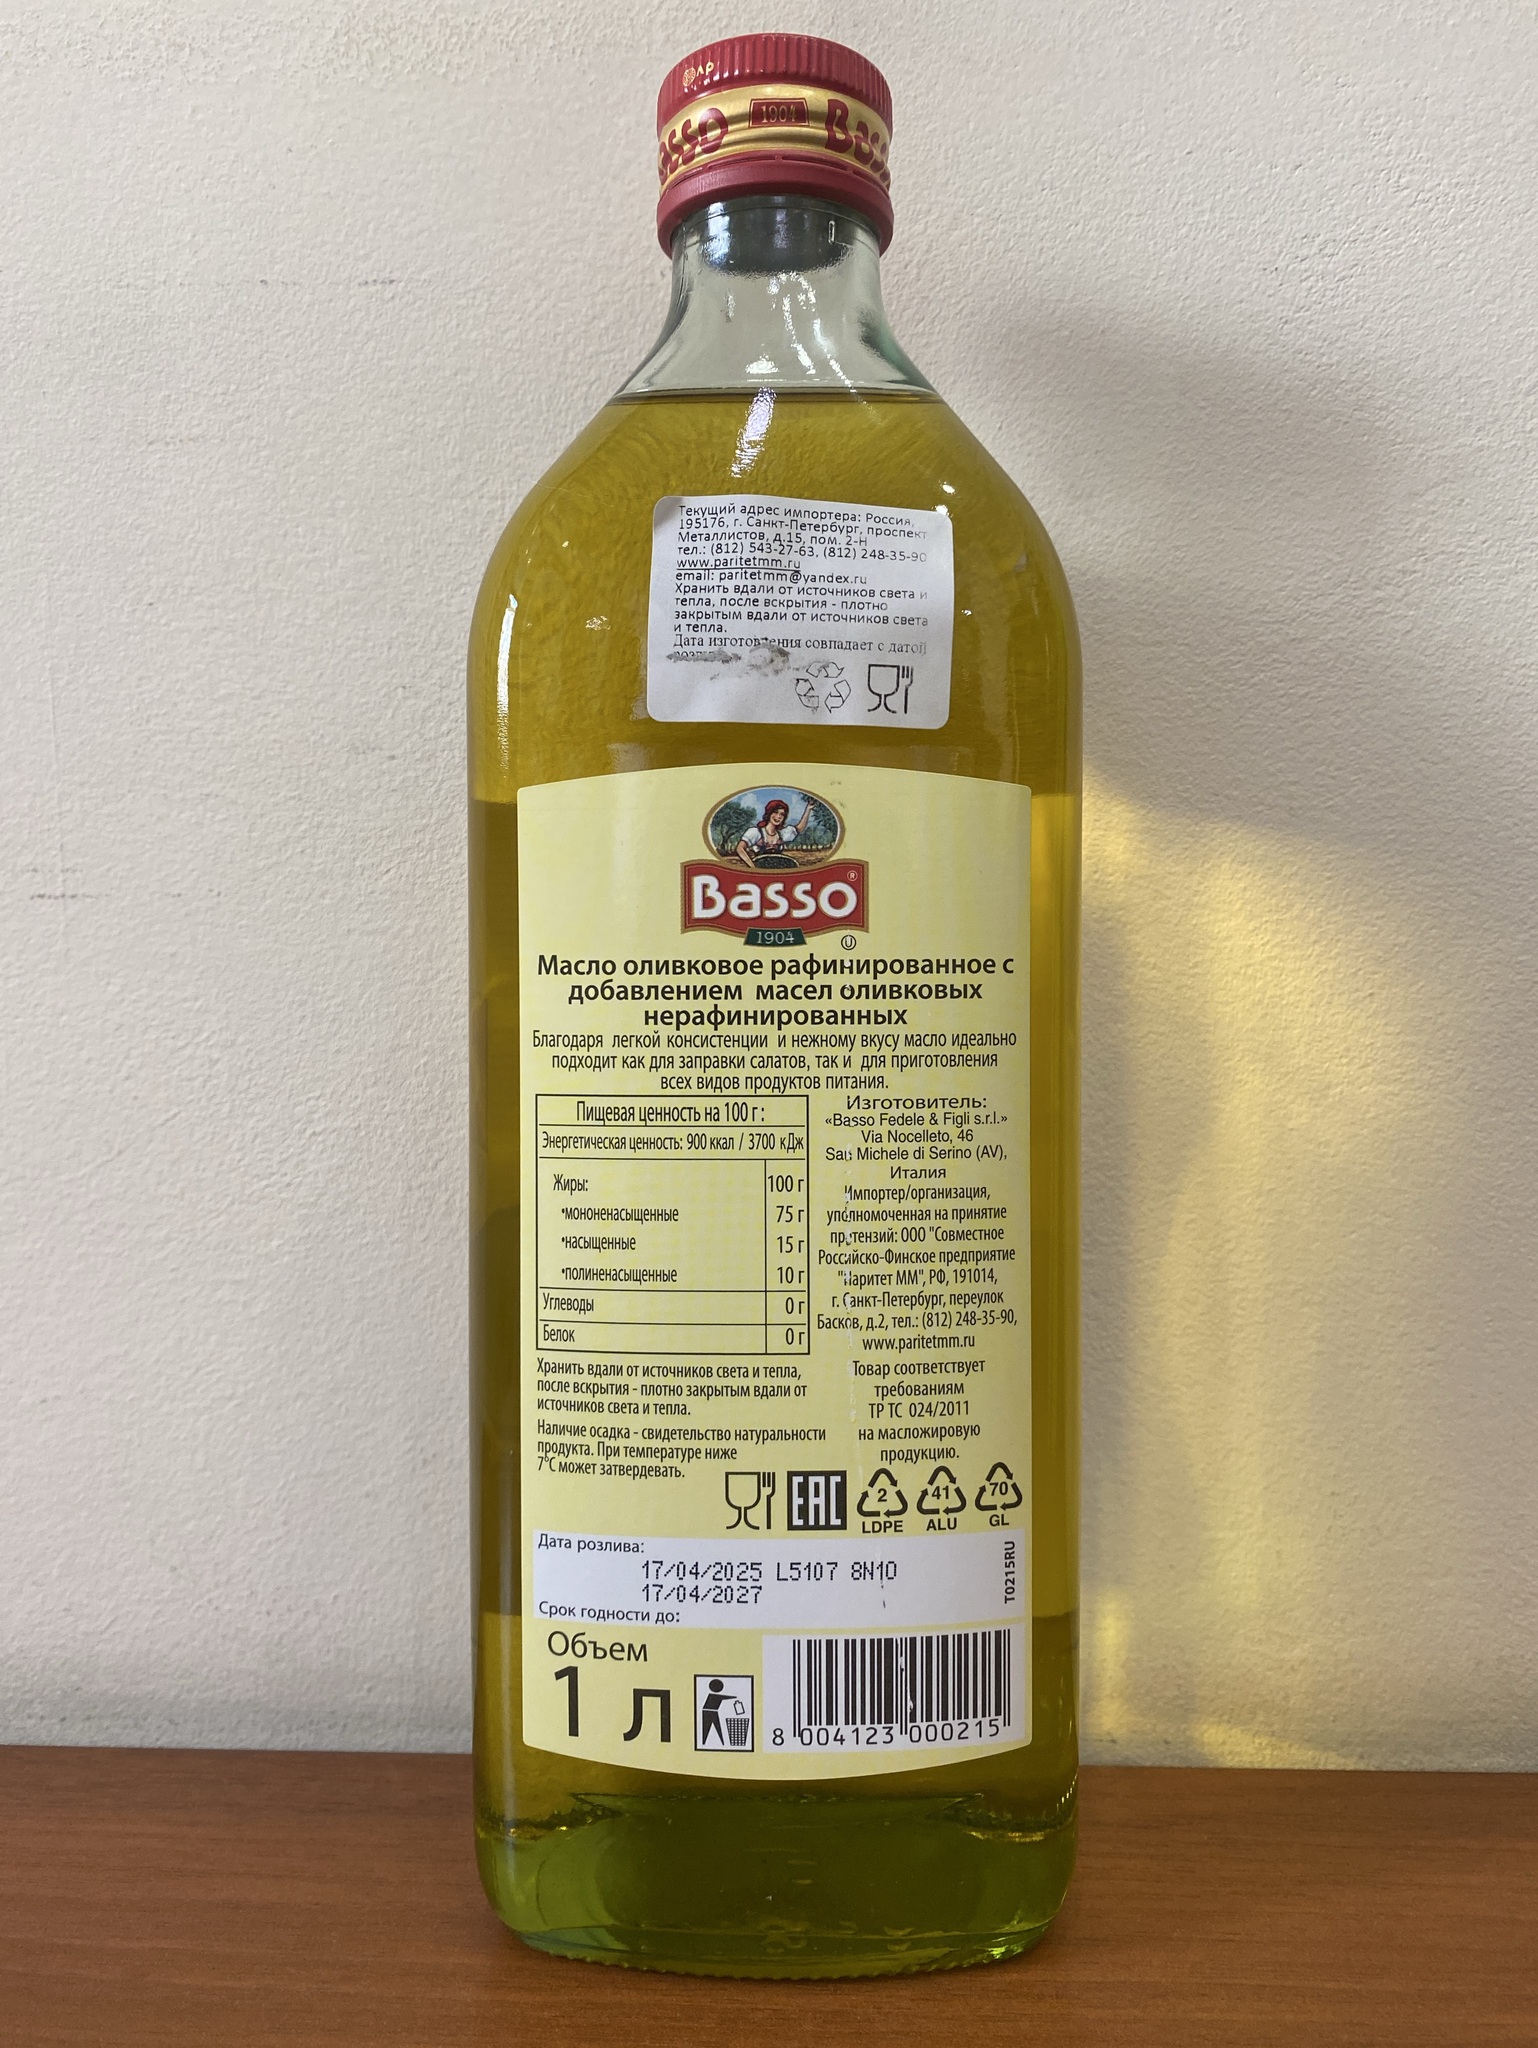 1904
Basso
Текущий адрес импортера: Россия,
195176, г. Санкт-Петербург, проспект
Металлистов, д.15, пом. 2-Н
тел.: (812) 543-27-63, (812) 248-35-90
www.paritetmm.ru
email: paritetmm@yandex.ru
Хранить вдали от источников света и
тепла, после вскрытия - плотно
закрытым вдали от источников света
и тепла.
Дата изготовления совпадает с датой
Basso®
1904
Масло оливковое рафинированное с
добавлением масел оливковых
нерафинированных
Благодаря легкой консистенции и нежному вкусу масло идеально
подходит как для заправки салатов, так и для приготовления
всех видов продуктов питания.
Пищевая ценность на 100 г :
Энергетическая ценность: 900 ккал / 3700 кДж
Жиры: 100 г
•мононенасыщенные 75 г
•насыщенные 15 г
•полиненасыщенные 10 г
Углеводы 0 г
Белок 0 г
Изготовитель:
«Basso Fedele & Figli s.r.l.»
Via Nocelleto, 46
San Michele di Serino (AV),
Италия
Импортер/организация,
уполномоченная на принятие
претензий: ООО "Совместное
Российско-Финское предприятие
"Паритет ММ", РФ, 191014,
г. Санкт-Петербург, переулок
Басков, д.2, тел.: (812) 248-35-90,
www.paritetmm.ru
Хранить вдали от источников света и тепла,
после вскрытия - плотно закрытым вдали от
источников света и тепла.
Наличие осадка - свидетельство натуральности
продукта. При температуре ниже
7°С может затвердевать.
Товар соответствует
требованиям
ТР ТС 024/2011
на масложировую
продукцию.
EAC
2
LDPE
41
ALU
70
GL
Дата розлива:
17/04/2025 L5107 8N10
17/04/2027
Срок годности до:
T0215RU
Объем
1 л
8 004123 000215